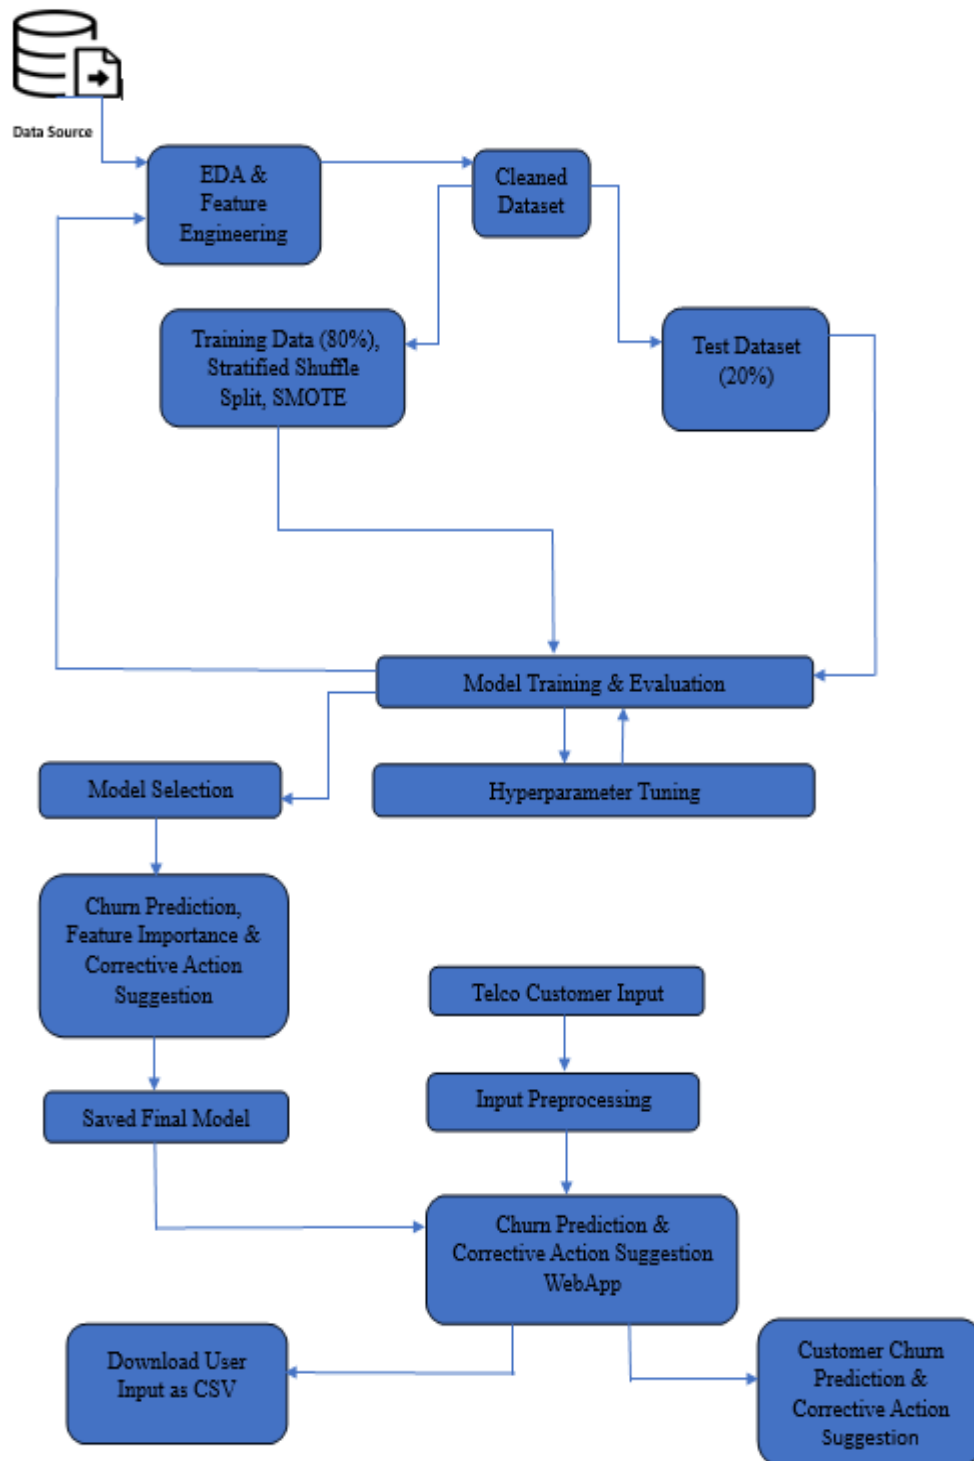 Data Source
EDA &
Feature
Engineering
Cleaned
Dataset
Training Data (80%),
Stratified Shuffle
Split, SMOTE
Test Dataset
(20%)
Model Training & Evaluation
Model Selection
Hyperparameter Tuning
Churn Prediction,
Feature Importance &
Corrective Action
Suggestion
Telco Customer Input
Input Preprocessing
Saved Final Model
Churn Prediction &
Corrective Action Suggestion
WebApp
Download User
Input as CSV
Customer Churn
Prediction &
Corrective Action
Suggestion